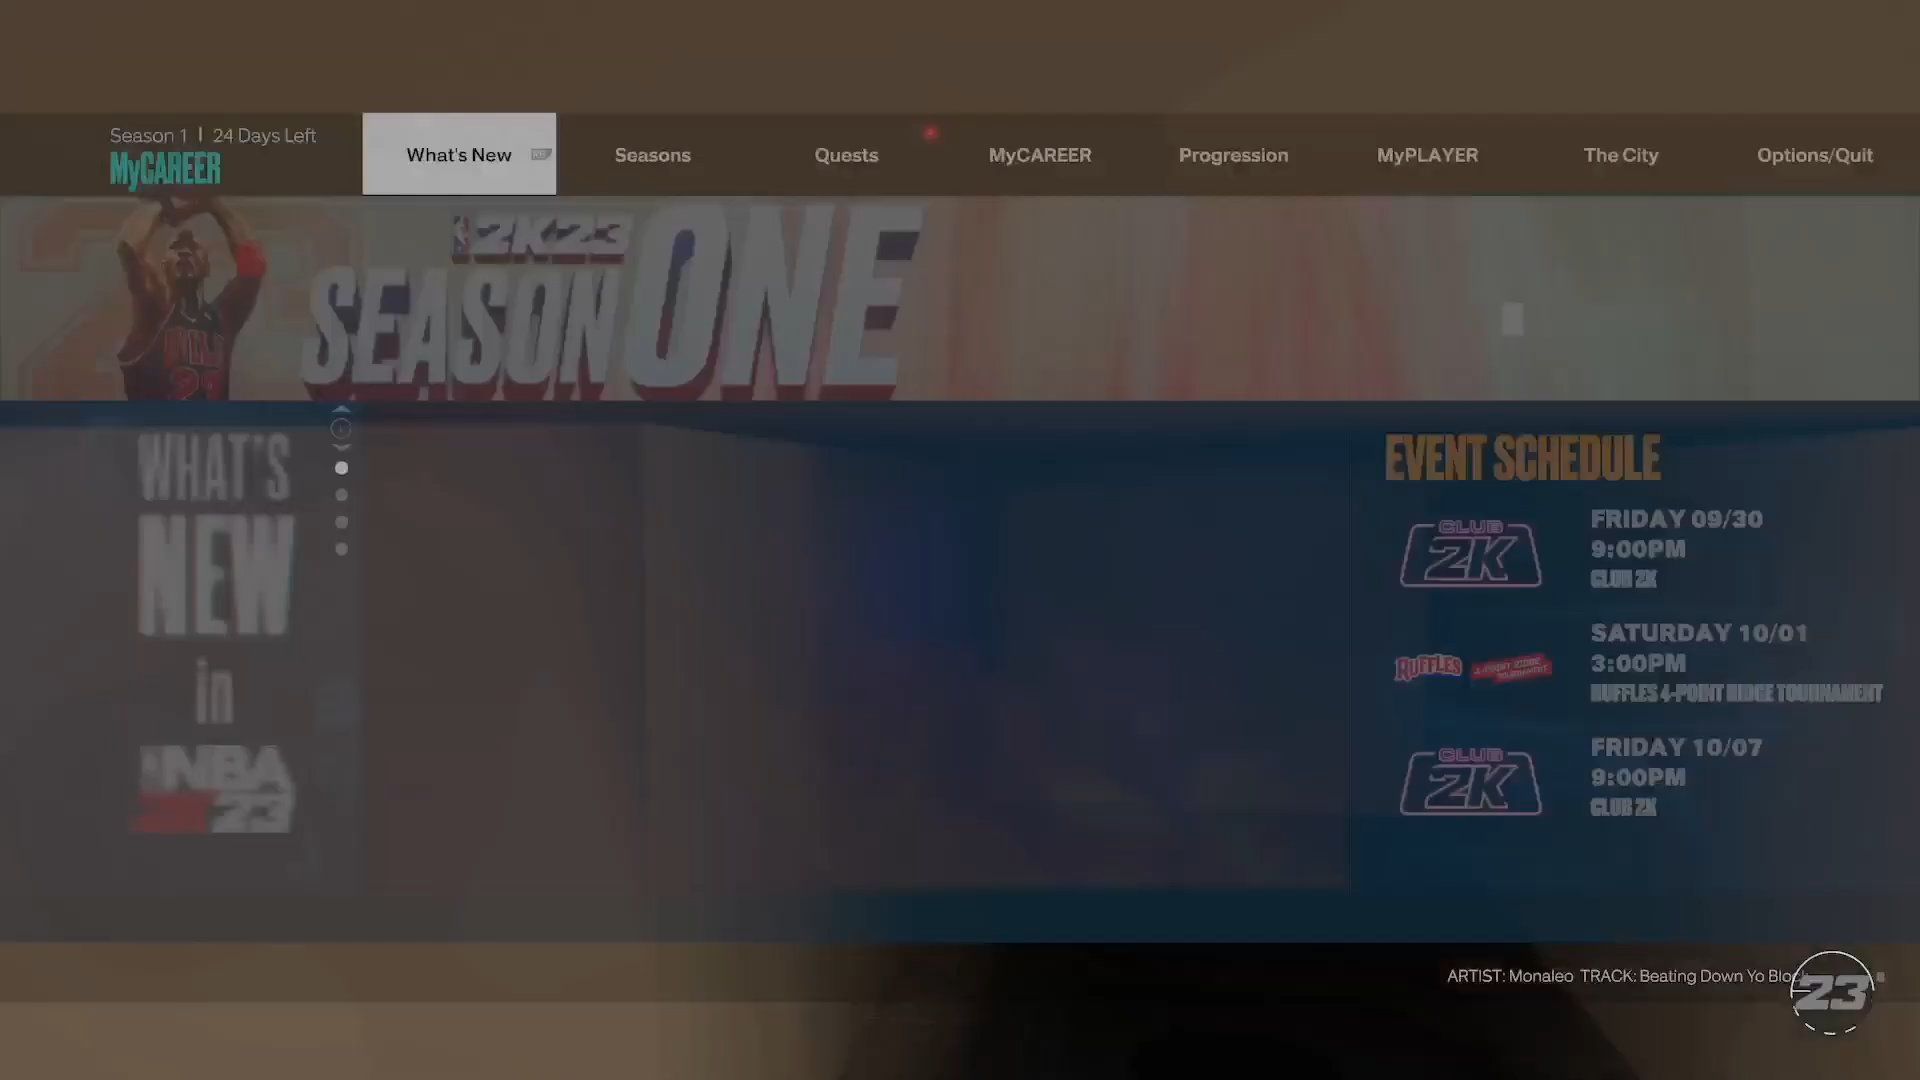 Season 1 | 24 Days Left
MyCAREER
What's New
Seasons
Quests
MyCAREER
Progression
MyPLAYER
The City
Options/Quit
2K23
SEASON ONE
WHAT'S
NEW
in
NBA
2K23
EVENT SCHEDULE
CLUB
2K
FRIDAY 09/30
9:00PM
CLUB 2K
RUFFLES
SATURDAY 10/01
3:00PM
RUFFLES 4-POINT RIDGE TOURNAMENT
CLUB
2K
FRIDAY 10/07
9:00PM
CLUB 2K
ARTIST: Monaleo TRACK: Beating Down Yo Block
23